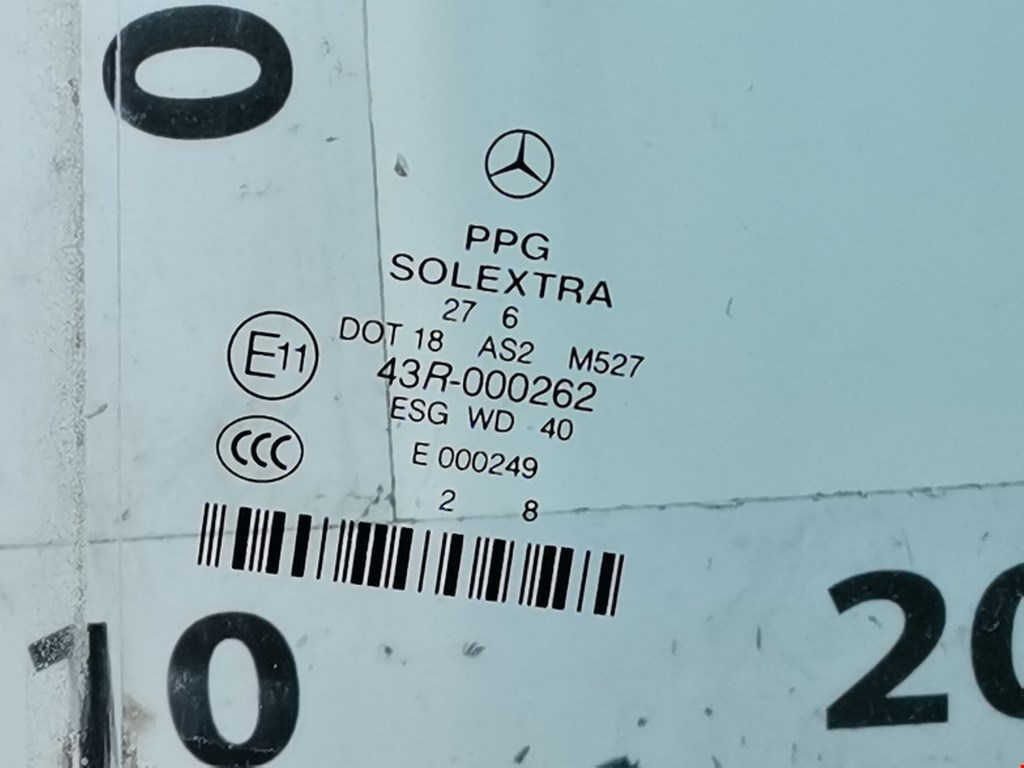 0
PPG
SOLEXTRA
27 6
DOT 18 AS2 M527
E11
43R-000262
ESG WD 40
CCC
E 000249
2 8
10
20